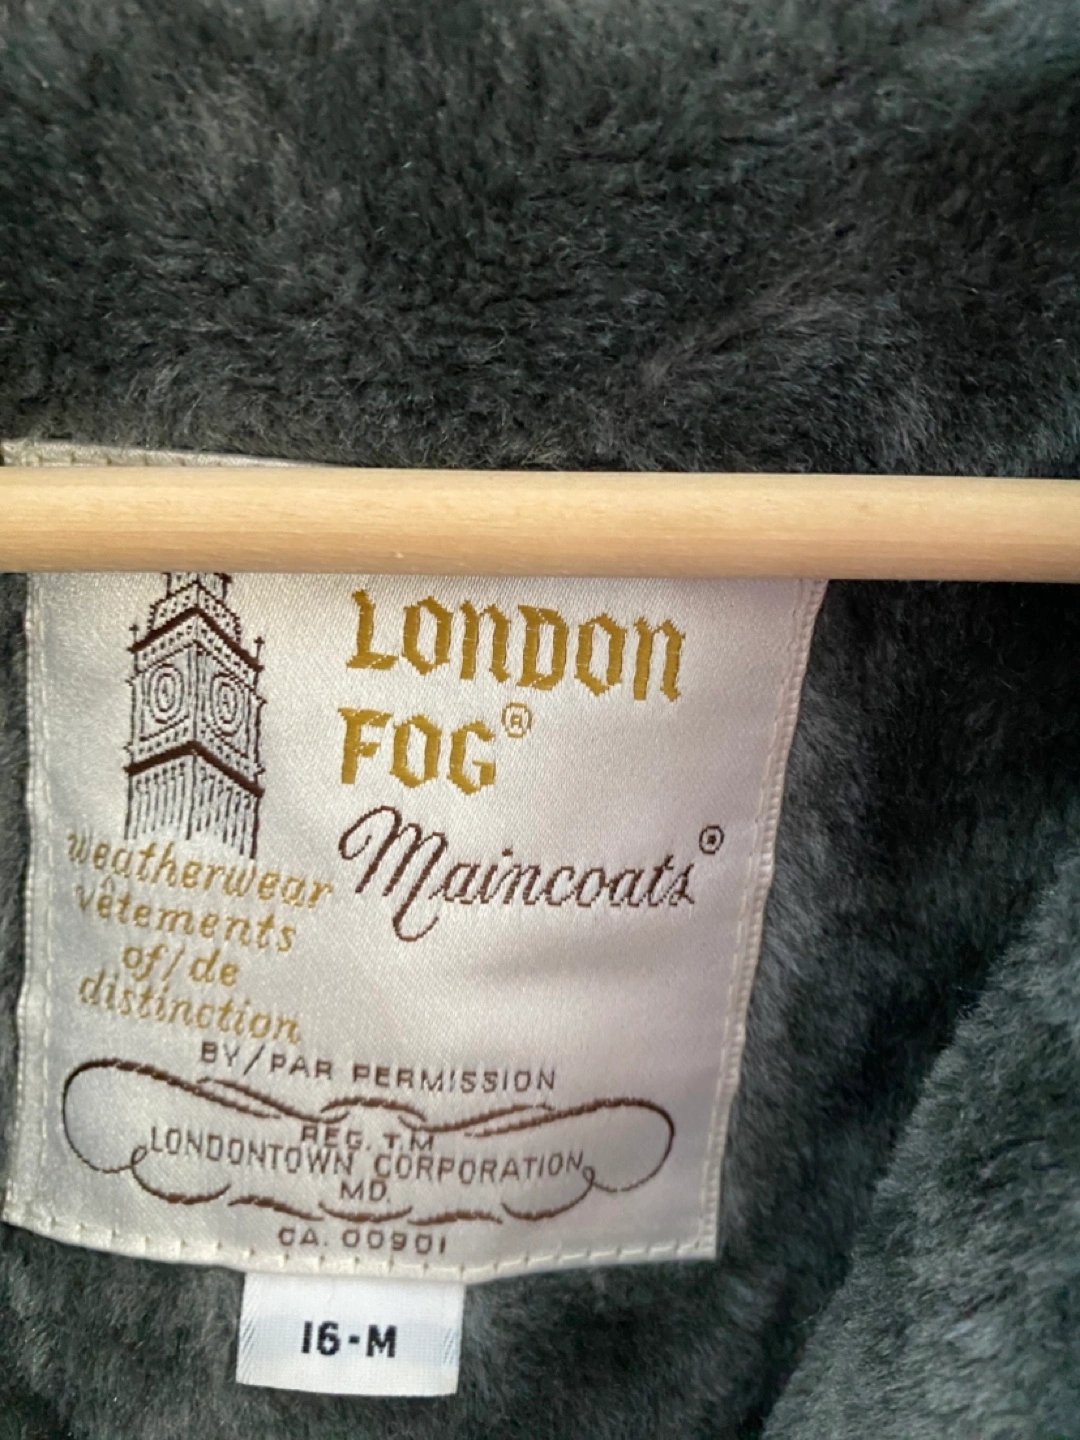 LONDON
FOG®
Maincoats®
weatherwear
vêtements
of/de
distinction
BY/PAR PERMISSION
REG. T.M
LONDONTOWN CORPORATION
MD.
CA. 00901
16-M